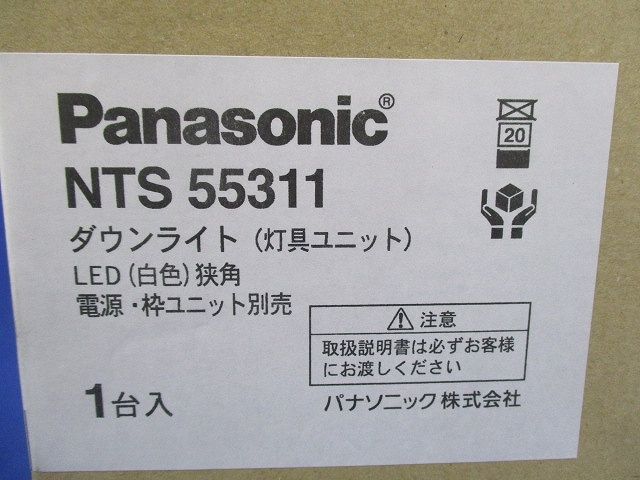 Panasonic®
NTS 55311
ダウンライト（灯具ユニット）
LED（白色）狭角
電源・枠ユニット別売
1台入
20
注意
取扱説明書は必ずお客様
にお渡しください
パナソニック株式会社